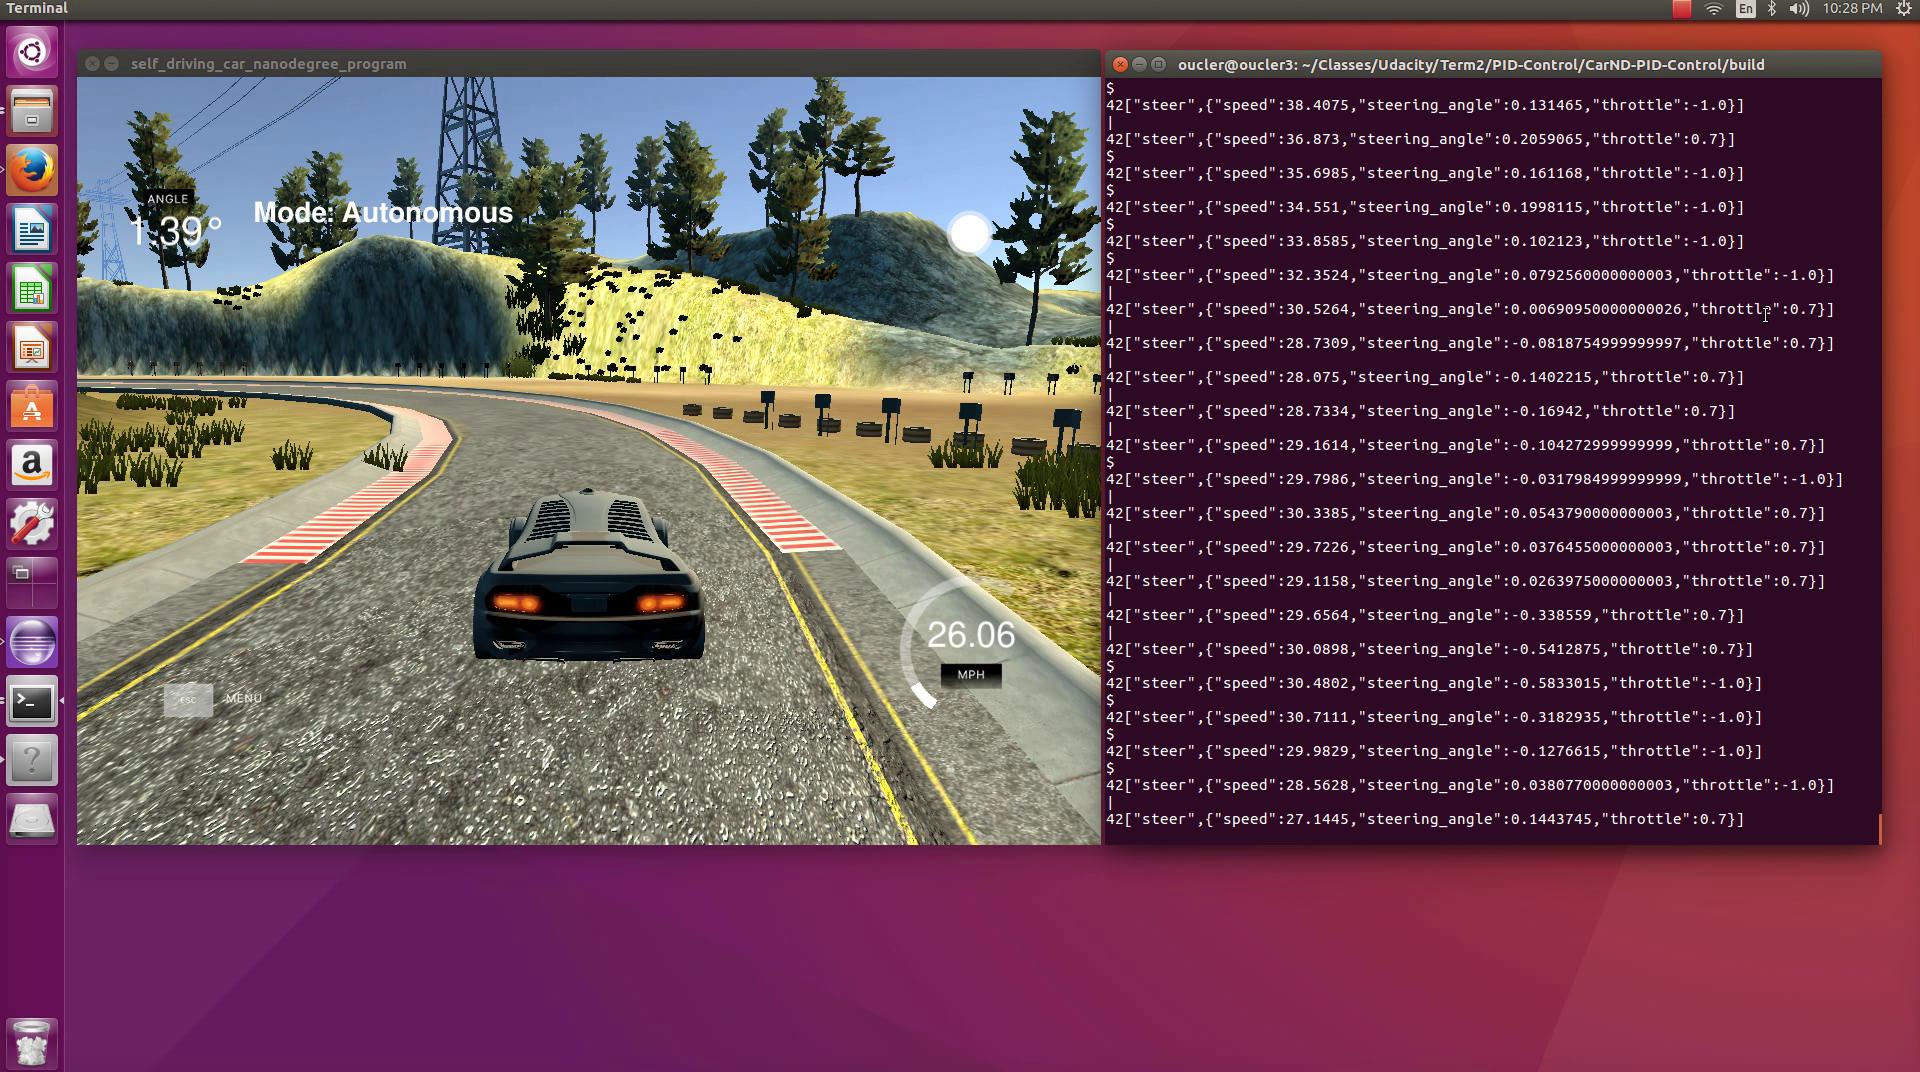 Terminal
En
10:28 PM
self_driving_car_nanodegree_program
ANGLE
1.39°
Mode: Autonomous
26.06
MPH
esc
MENU
oucler@oucler3: ~/Classes/Udacity/Term2/PID-Control/CarND-PID-Control/build
$
42["steer",{"speed":38.4075,"steering_angle":0.131465,"throttle":-1.0}]
|
42["steer",{"speed":36.873,"steering_angle":0.2059065,"throttle":0.7}]
$
42["steer",{"speed":35.6985,"steering_angle":0.161168,"throttle":-1.0}]
$
42["steer",{"speed":34.551,"steering_angle":0.1998115,"throttle":-1.0}]
$
42["steer",{"speed":33.8585,"steering_angle":0.102123,"throttle":-1.0}]
$
42["steer",{"speed":32.3524,"steering_angle":0.0792560000000003,"throttle":-1.0}]
|
42["steer",{"speed":30.5264,"steering_angle":0.00690950000000026,"throttle":0.7}]
|
42["steer",{"speed":28.7309,"steering_angle":-0.0818754999999997,"throttle":0.7}]
|
42["steer",{"speed":28.075,"steering_angle":-0.1402215,"throttle":0.7}]
|
42["steer",{"speed":28.7334,"steering_angle":-0.16942,"throttle":0.7}]
|
42["steer",{"speed":29.1614,"steering_angle":-0.104272999999999,"throttle":0.7}]
$
42["steer",{"speed":29.7986,"steering_angle":-0.0317984999999999,"throttle":-1.0}]
|
42["steer",{"speed":30.3385,"steering_angle":0.0543790000000003,"throttle":0.7}]
|
42["steer",{"speed":29.7226,"steering_angle":0.0376455000000003,"throttle":0.7}]
|
42["steer",{"speed":29.1158,"steering_angle":0.0263975000000003,"throttle":0.7}]
|
42["steer",{"speed":29.6564,"steering_angle":-0.338559,"throttle":0.7}]
|
42["steer",{"speed":30.0898,"steering_angle":-0.5412875,"throttle":0.7}]
$
42["steer",{"speed":30.4802,"steering_angle":-0.5833015,"throttle":-1.0}]
$
42["steer",{"speed":30.7111,"steering_angle":-0.3182935,"throttle":-1.0}]
$
42["steer",{"speed":29.9829,"steering_angle":-0.1276615,"throttle":-1.0}]
$
42["steer",{"speed":28.5628,"steering_angle":0.0380770000000003,"throttle":-1.0}]
|
42["steer",{"speed":27.1445,"steering_angle":0.1443745,"throttle":0.7}]